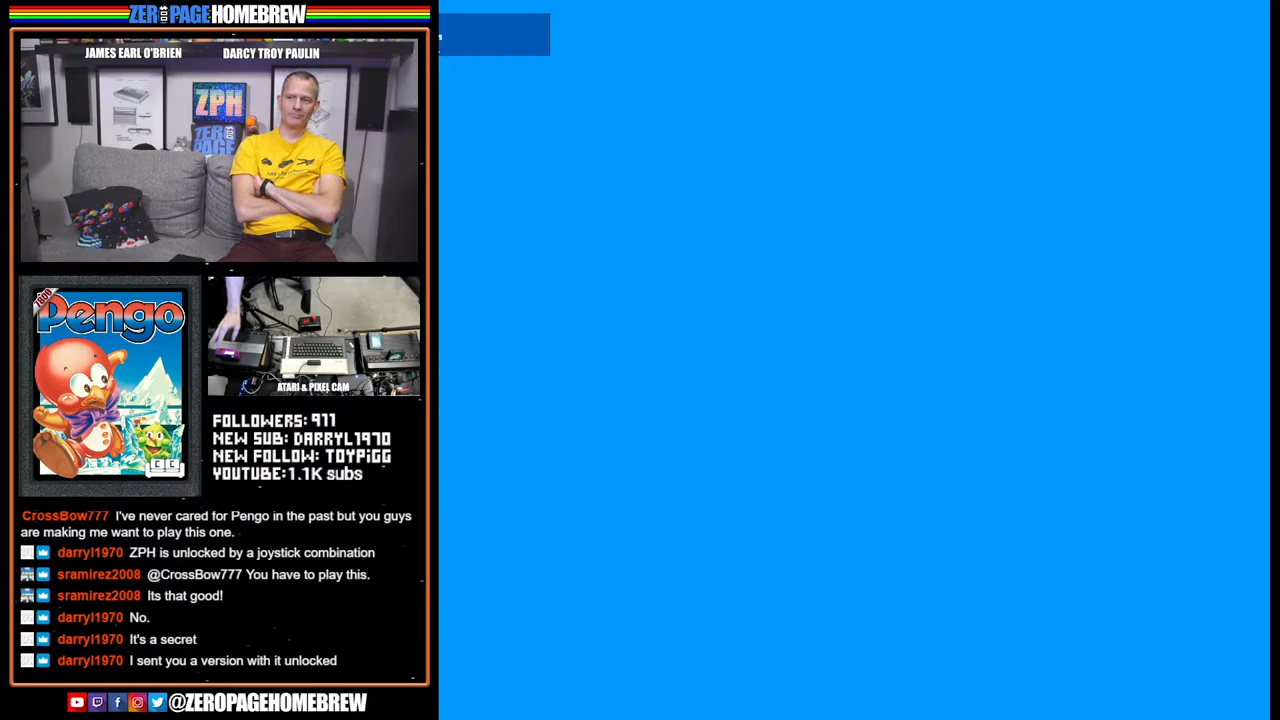 ZEROPAGE HOMEBREW
JAMES EARL O'BRIEN
DARCY TROY PAULIN
ZPH
ZERO
PAGE
7800
Pengo
ATARI & PIXEL CAM
FOLLOWERS: 911
NEW SUB: DARRYL1970
NEW FOLLOW: TOYPIGG
YOUTUBE: 1.1K subs
CrossBow777 I've never cared for Pengo in the past but you guys
are making me want to play this one.
darryl1970 ZPH is unlocked by a joystick combination
sramirez2008 @CrossBow777 You have to play this.
sramirez2008 Its that good!
darryl1970 No.
darryl1970 It's a secret
darryl1970 I sent you a version with it unlocked
@ZEROPAGEHOMEBREW